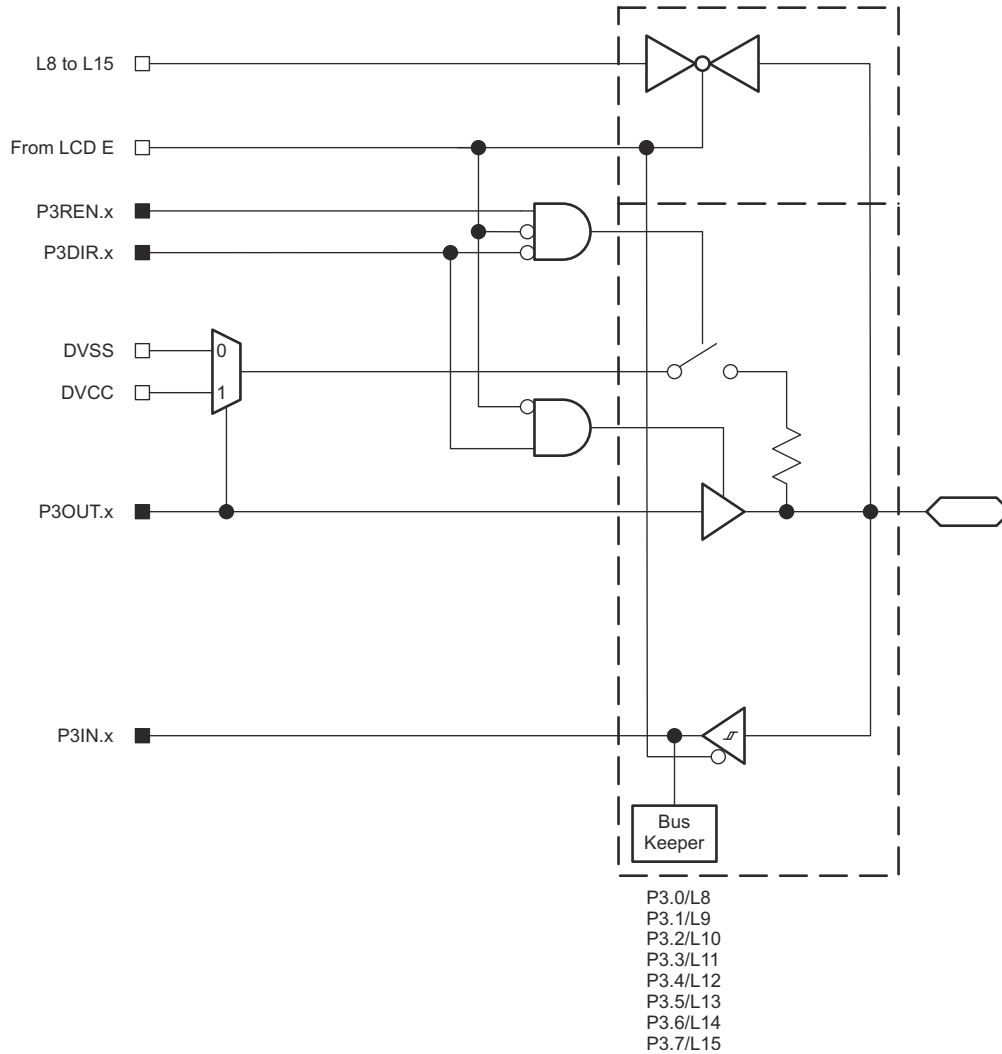 L8 to L15
From LCD E
P3REN.x
P3DIR.x
DVSS
0
DVCC
1
P3OUT.x
P3IN.x
Bus
Keeper
P3.0/L8
P3.1/L9
P3.2/L10
P3.3/L11
P3.4/L12
P3.5/L13
P3.6/L14
P3.7/L15